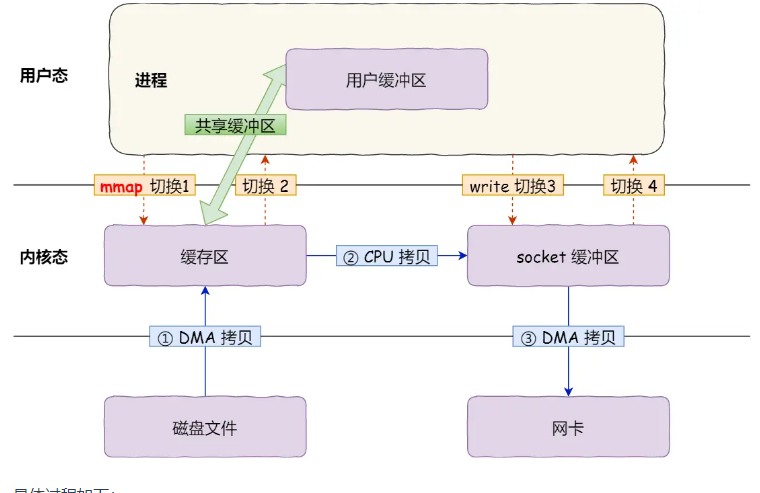 用户态
进程
用户缓冲区
共享缓冲区
mmap 切换1
切换 2
write 切换3
切换 4
内核态
缓存区
② CPU 拷贝
socket 缓冲区
① DMA 拷贝
③ DMA 拷贝
磁盘文件
网卡